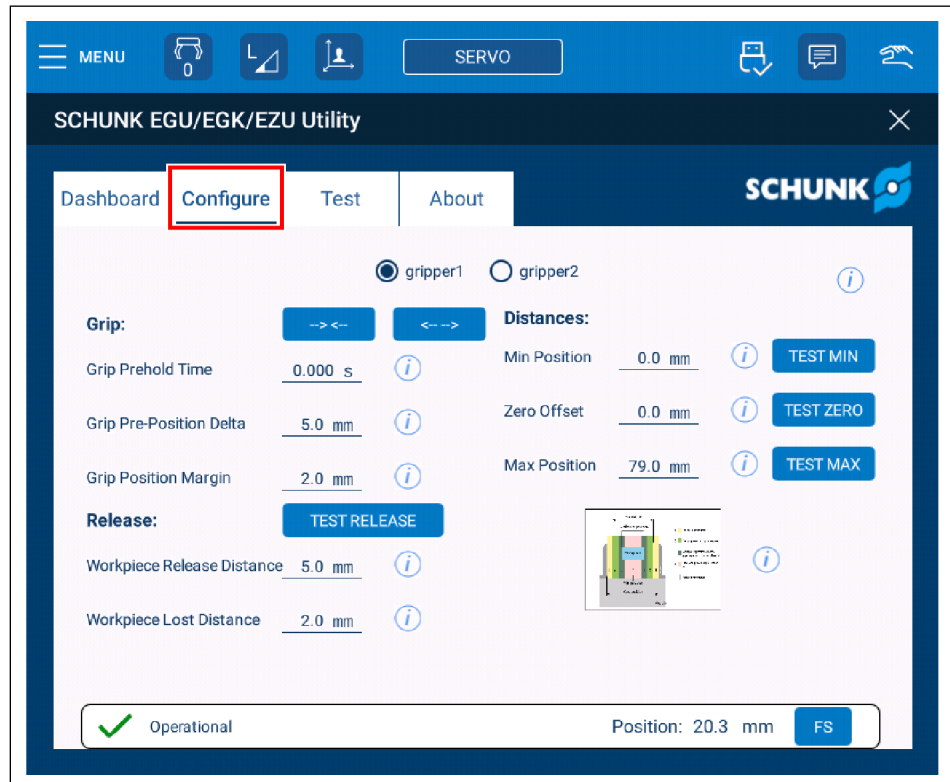 MENU
0
SERVO
SCHUNK EGU/EGK/EZU Utility
Dashboard
Configure
Test
About
SCHUNK
gripper1
gripper2
i
Grip:
--> <--
<-- -->
Grip Prehold Time
0.000 s
i
Grip Pre-Position Delta
5.0 mm
i
Grip Position Margin
2.0 mm
i
Release:
TEST RELEASE
Workpiece Release Distance
5.0 mm
i
Workpiece Lost Distance
2.0 mm
i
Distances:
Min Position
0.0 mm
i
TEST MIN
Zero Offset
0.0 mm
i
TEST ZERO
Max Position
79.0 mm
i
TEST MAX
i
Operational
Position: 20.3 mm
FS